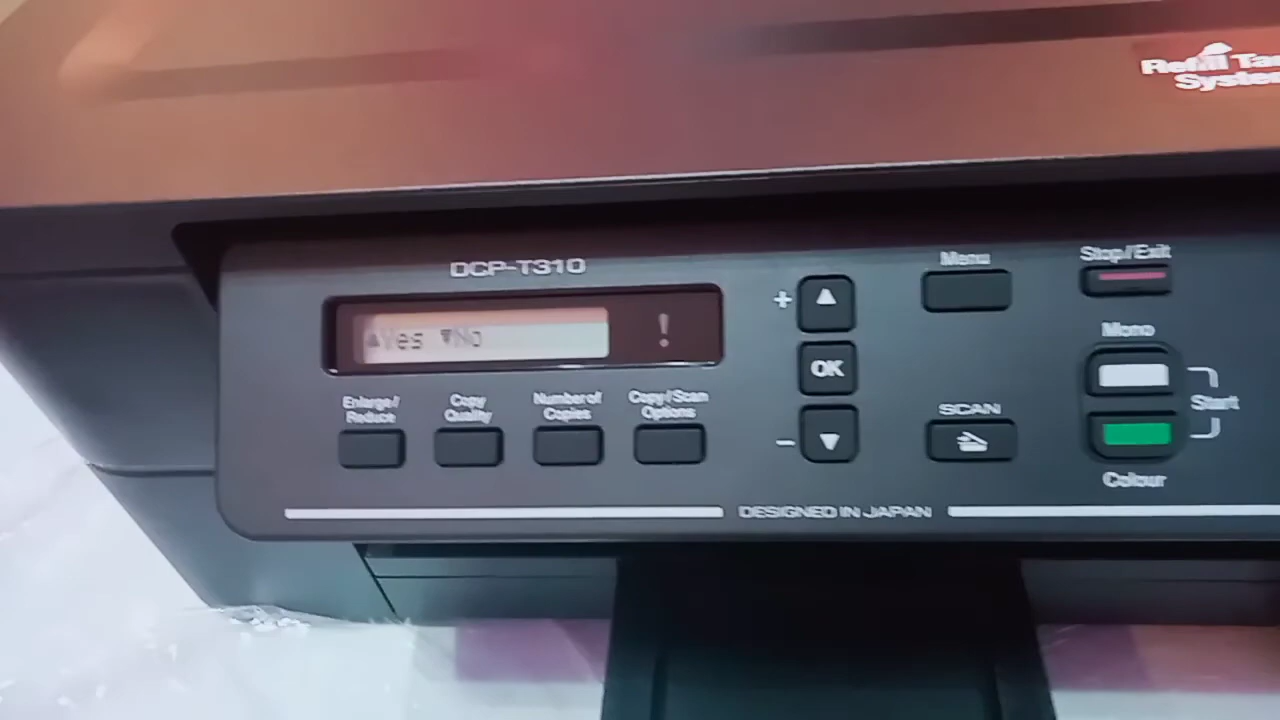 Refill Ta
System
DCP-T310
▲Yes ▼No
!
Enlarge/
Reduce
Copy
Quality
Number of
Copies
Copy/Scan
Options
+
OK
−
Menu
SCAN
Stop/Exit
Mono
Start
Colour
DESIGNED IN JAPAN